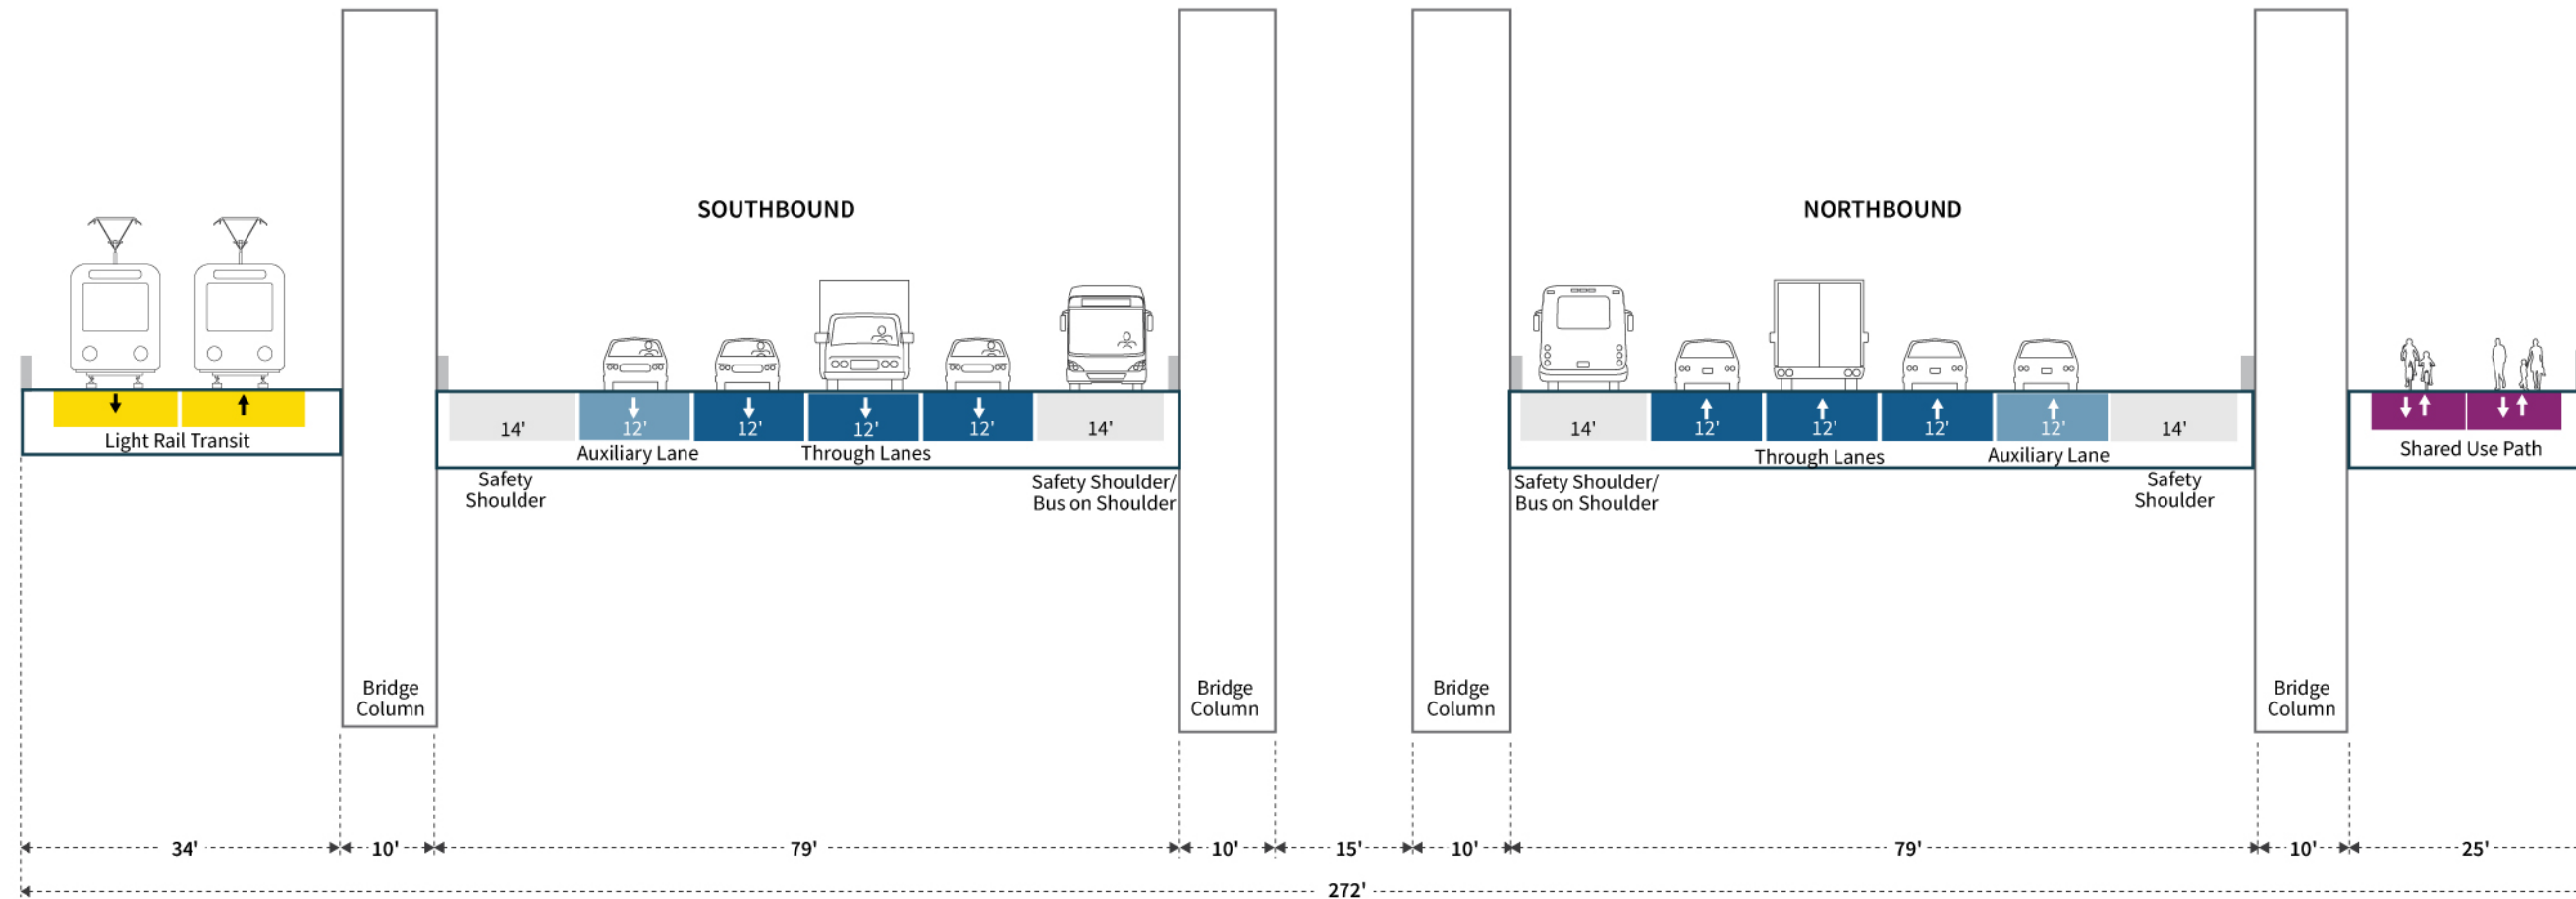 SOUTHBOUND
NORTHBOUND
14'
12'
12'
12'
12'
14'
14'
12'
12'
12'
12'
14'
Light Rail Transit
Auxiliary Lane
Through Lanes
Through Lanes
Auxiliary Lane
Shared Use Path
Safety
Shoulder
Safety Shoulder/
Bus on Shoulder
Safety Shoulder/
Bus on Shoulder
Safety
Shoulder
Bridge
Column
Bridge
Column
Bridge
Column
Bridge
Column
34'
10'
79'
10'
15'
10'
79'
10'
25'
272'